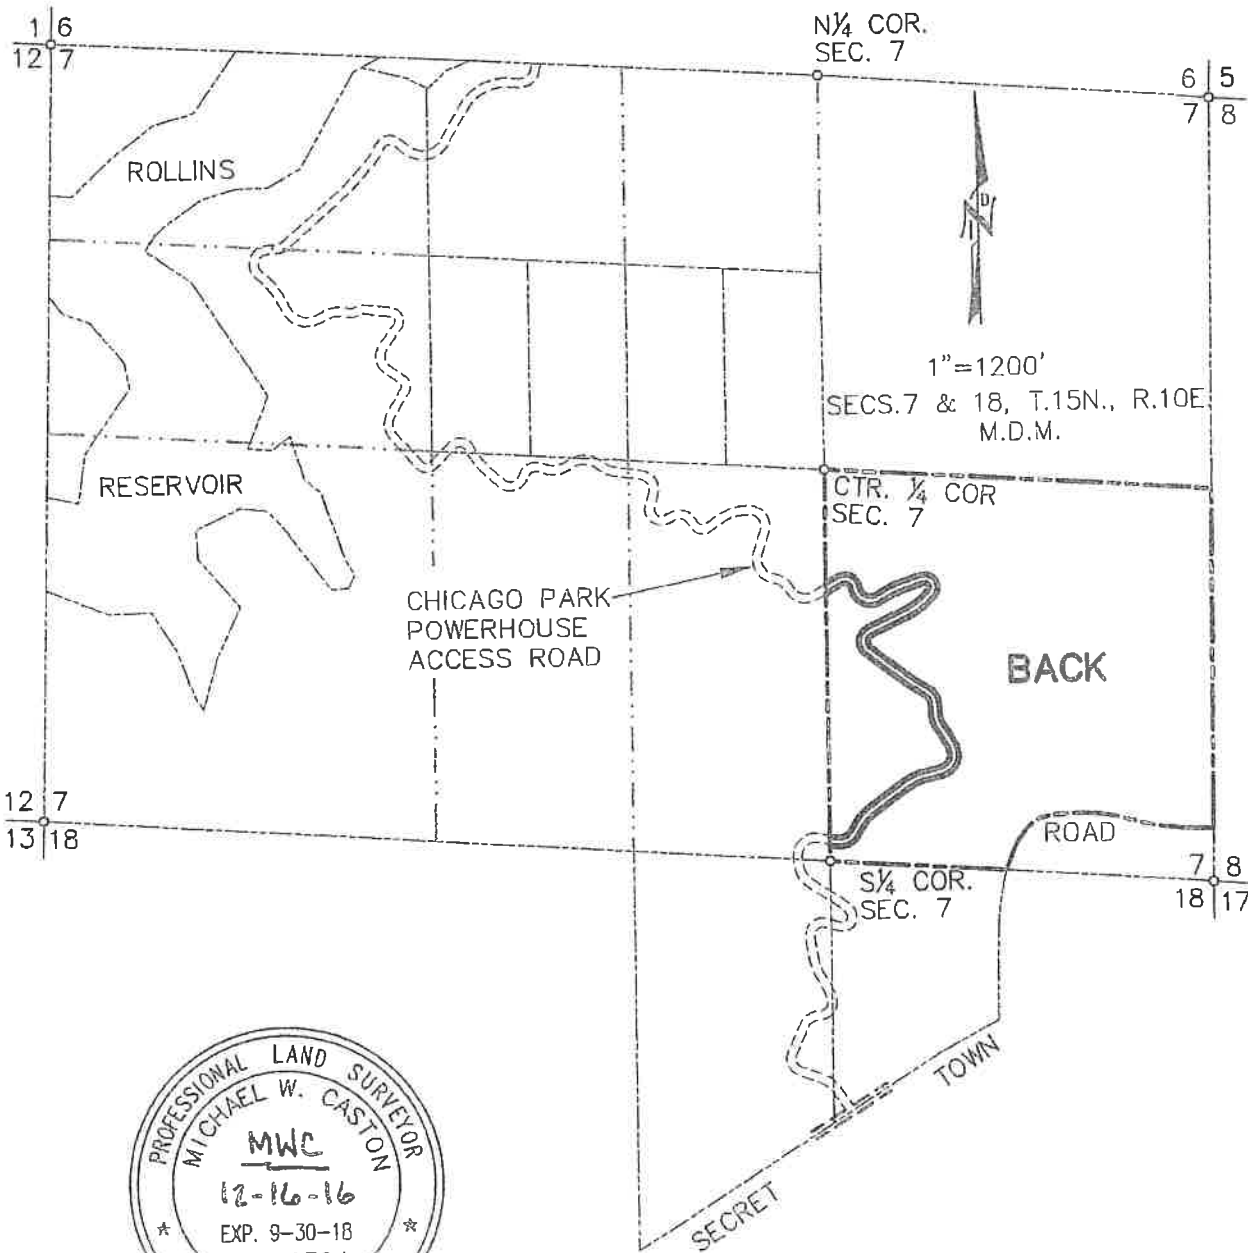 1 6
12 7
N¼ COR.
SEC. 7
6 5
7 8
ROLLINS
N
1"=1200'
SECS.7 & 18, T.15N., R.10E
M.D.M.
RESERVOIR
CTR. ¼ COR
SEC. 7
CHICAGO PARK
POWERHOUSE
ACCESS ROAD
BACK
12 7
13 18
ROAD
S¼ COR.
SEC. 7
7 8
18 17
TOWN
SECRET
PROFESSIONAL LAND SURVEYOR
MICHAEL W. CASTON
MWC
12-16-16
EXP. 9-30-18